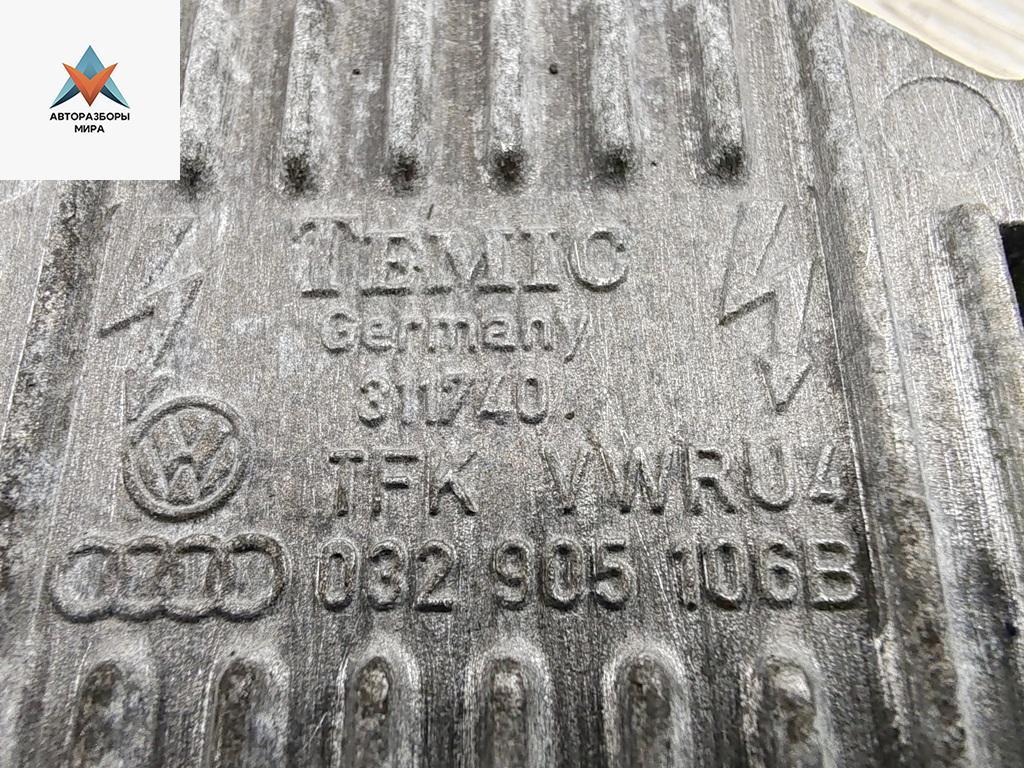 АВТОРАЗБОРЫ
МИРА
TEMIC
Germany
311740.
TFK VWRU4
032 905 106B